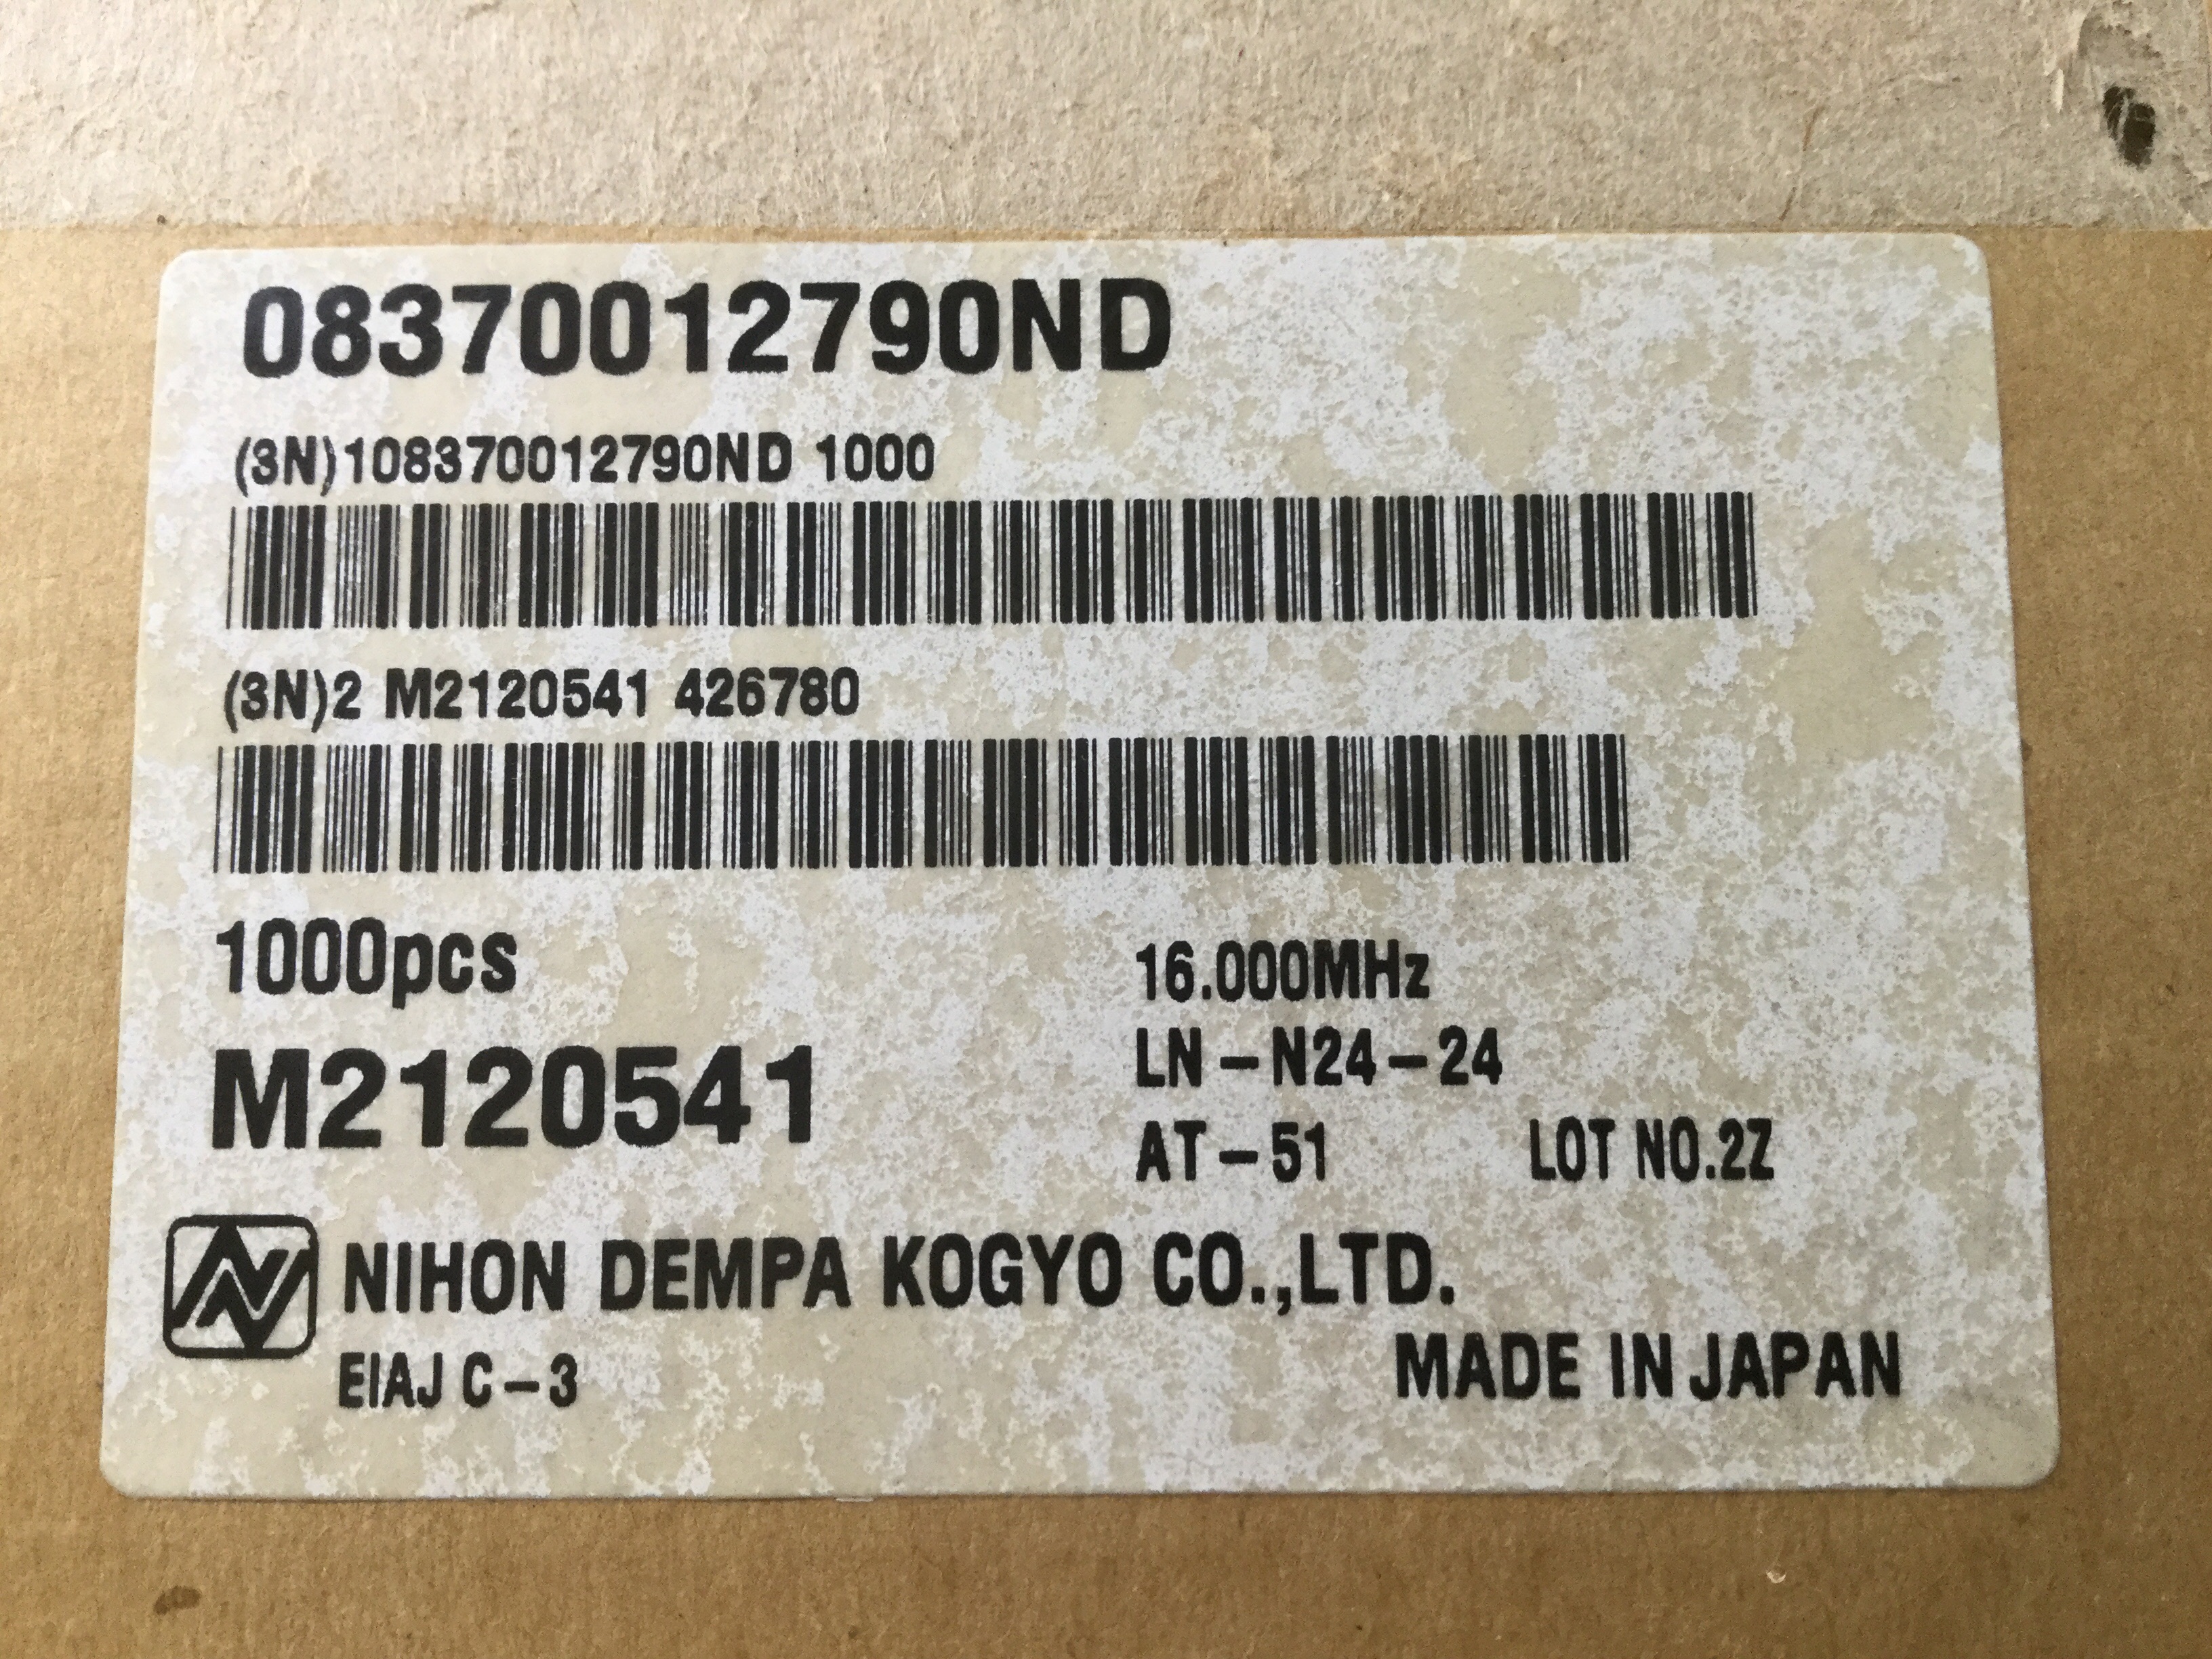 08370012790ND
(3N)108370012790ND 1000
(3N)2 M2120541 426780
1000pcs
16.000MHz
M2120541
LN-N24-24
AT-51 LOT NO.2Z
NIHON DEMPA KOGYO CO.,LTD.
EIAJ C-3
MADE IN JAPAN